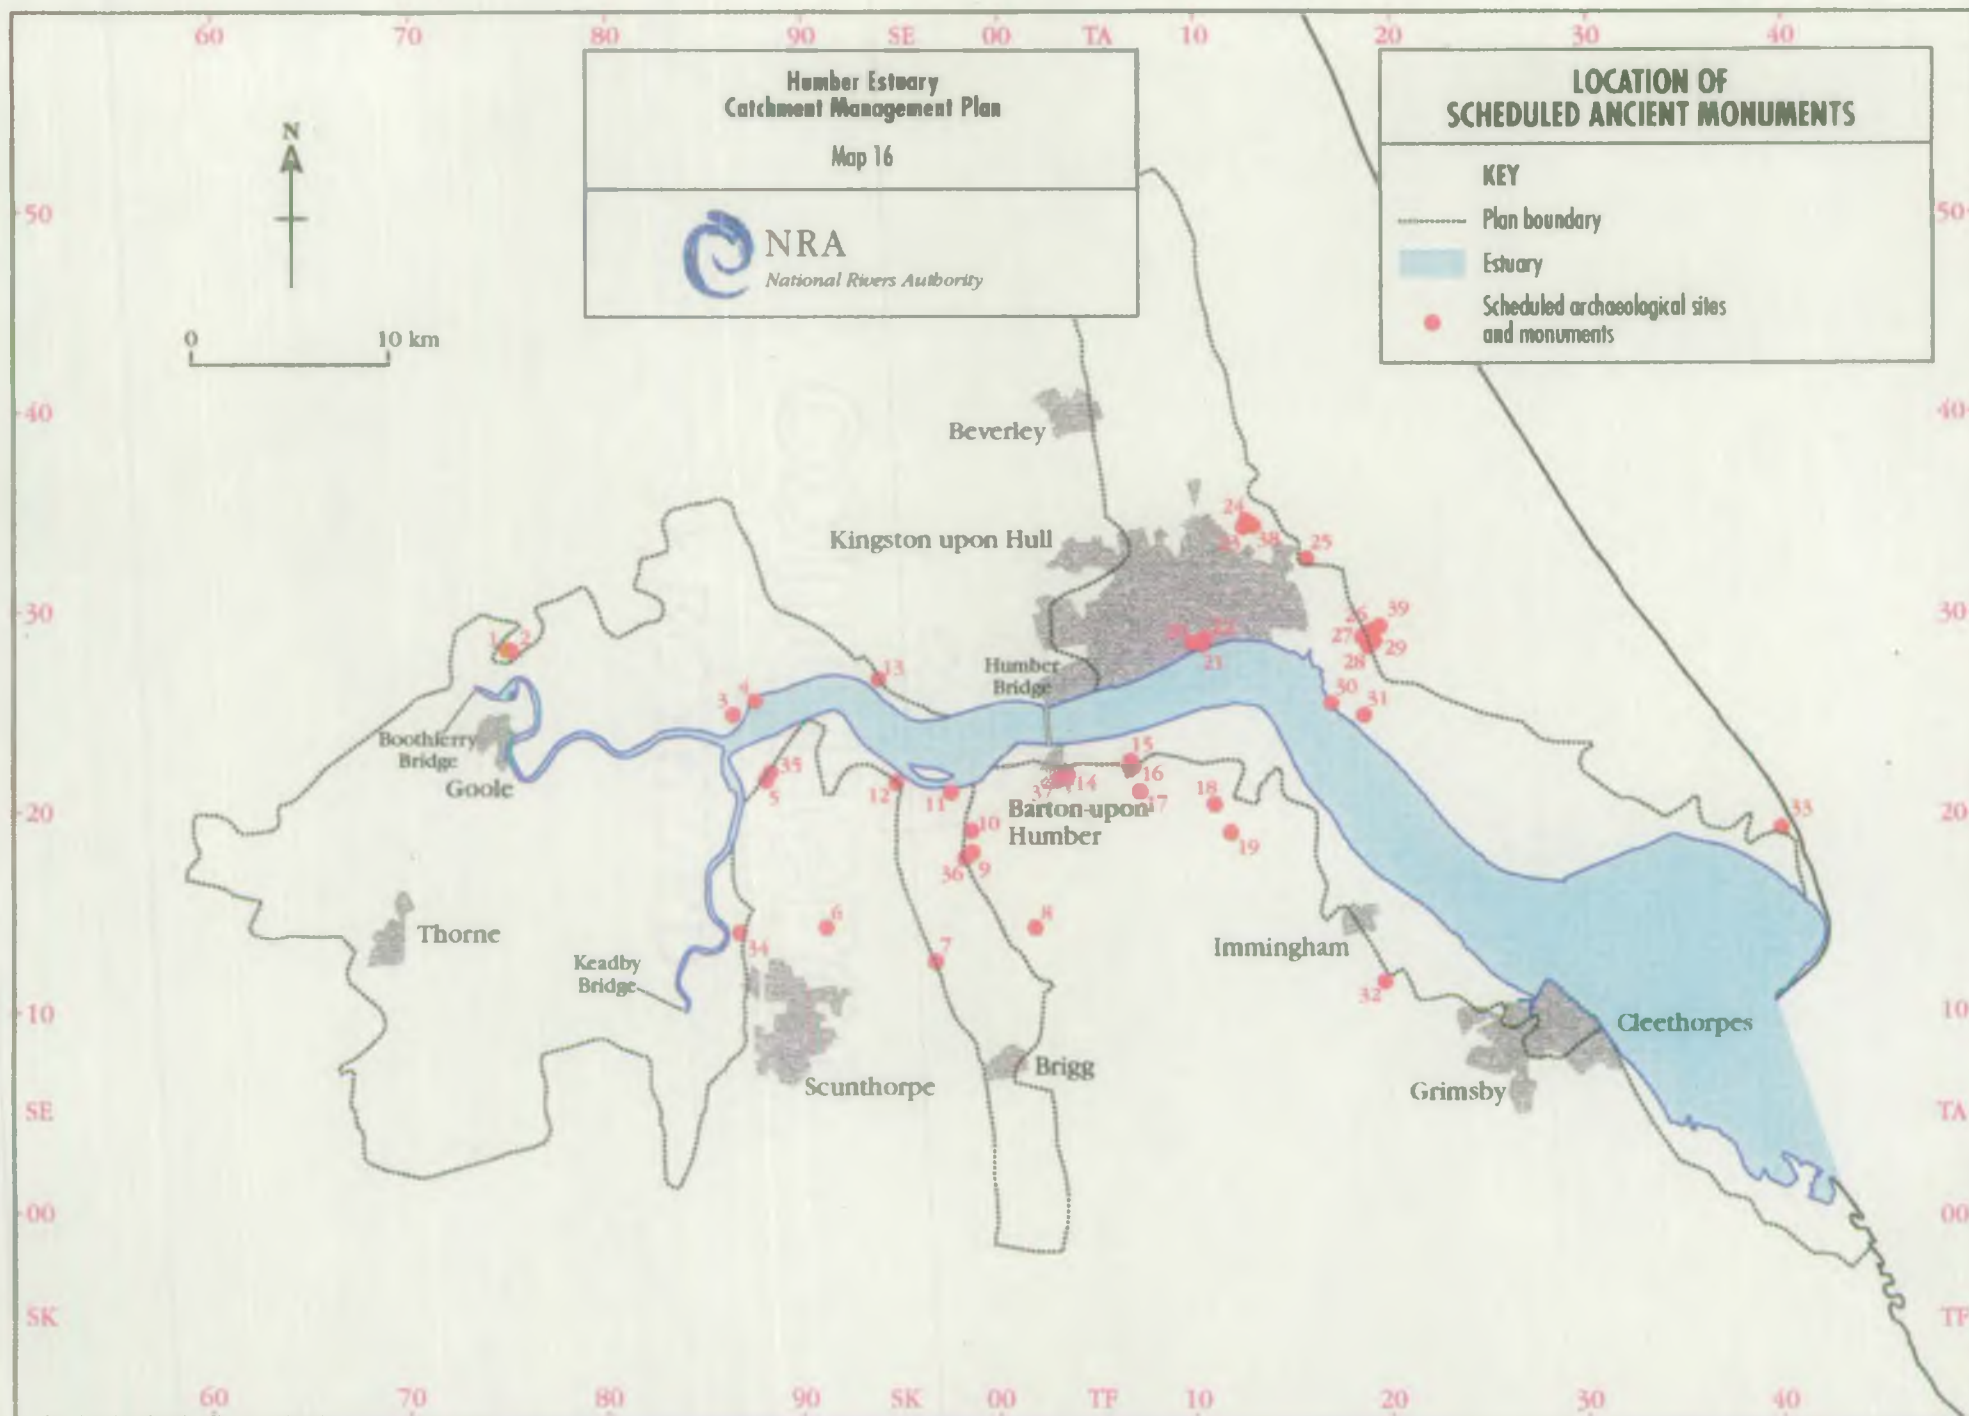 60 70 80 90 SE 00 TA 10 20 30 40
Humber Estuary
Catchment Management Plan
Map 16
NRA
National Rivers Authority
LOCATION OF
SCHEDULED ANCIENT MONUMENTS
KEY
Plan boundary
Estuary
Scheduled archaeological sites
and monuments
N
0 10 km
50 50
40 40
Beverley
Kingston upon Hull
24
23 38 25
30 30
26 39
27 29
28
1 2
22
21
Humber
Bridge
13
3 4
30 31
Boothferry
Bridge
Goole
35
5
12 11
37 14
15
16
17
18
19
Barton-upon-
Humber
20 20
33
10
9
36
6
7
8
34
Thorne
Keadby
Bridge
Immingham
32
10 10
Cleethorpes
Scunthorpe
Brigg
Grimsby
SE TA
00 00
SK TF
60 70 80 90 SK 00 TF 10 20 30 40